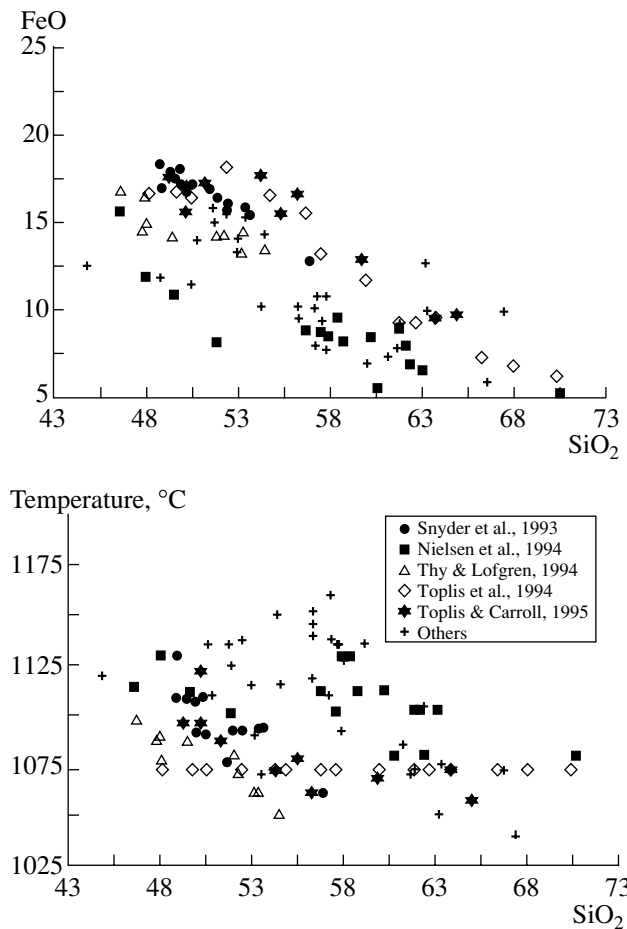 FeO
25
20
15
10
5
43 48 53 58 63 68 73
SiO₂
Temperature, °C
1175
1125
1075
1025
Snyder et al., 1993
Nielsen et al., 1994
Thy & Lofgren, 1994
Toplis et al., 1994
Toplis & Carroll, 1995
Others
43 48 53 58 63 68 73
SiO₂